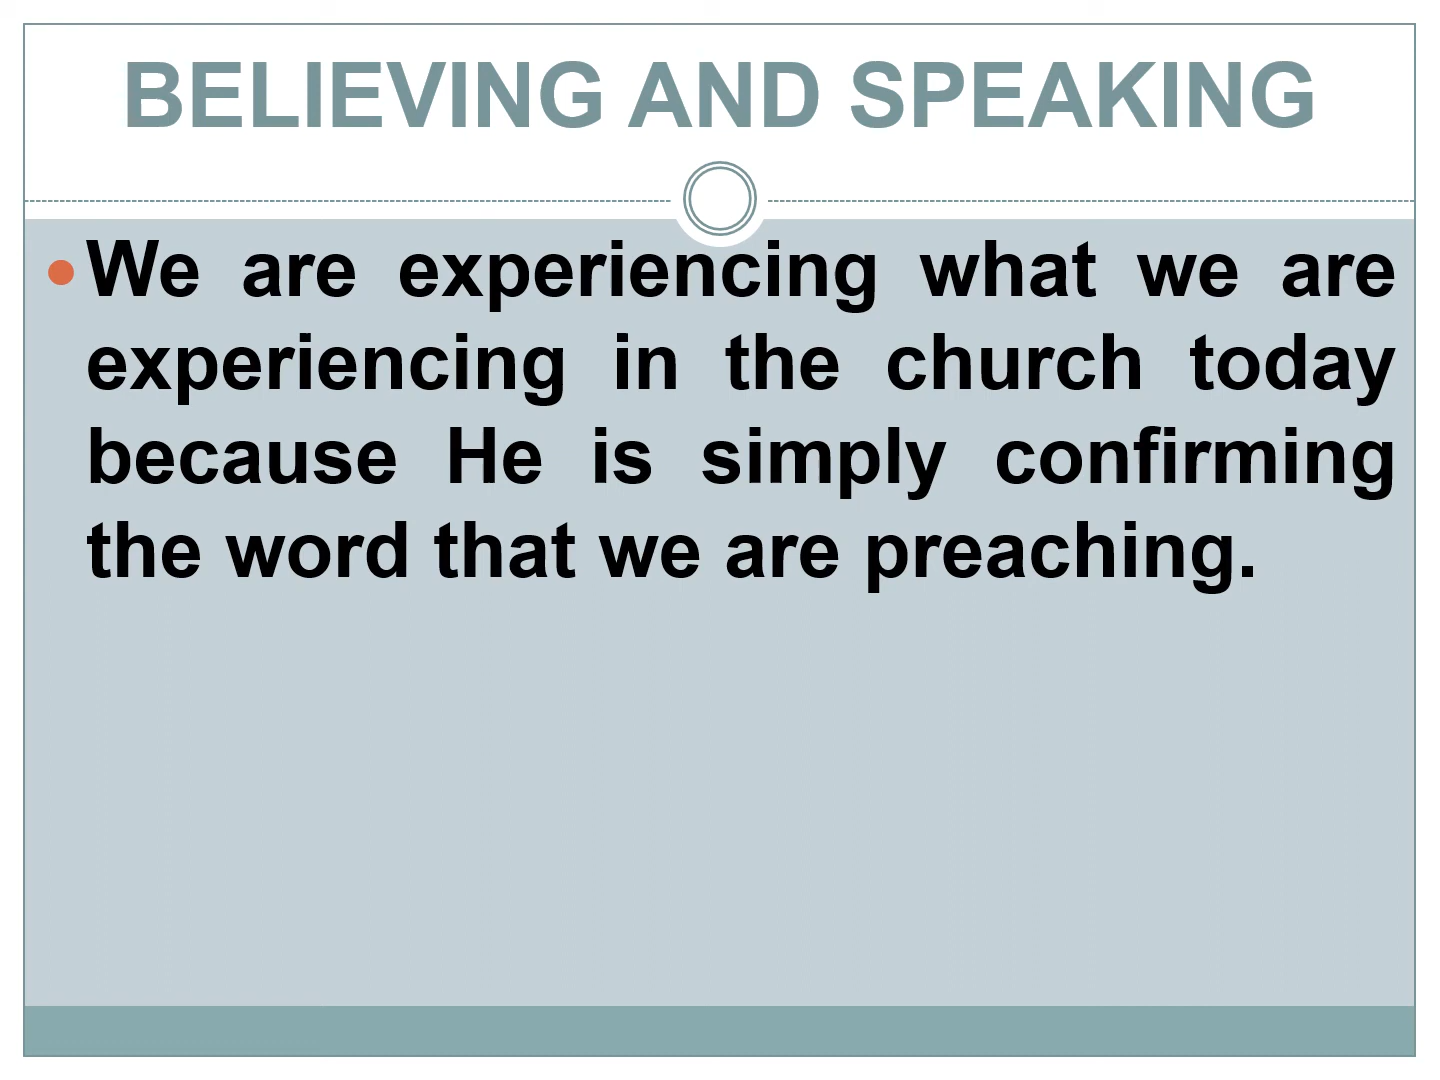 BELIEVING AND SPEAKING
We are experiencing what we are
experiencing in the church today
because He is simply confirming
the word that we are preaching.